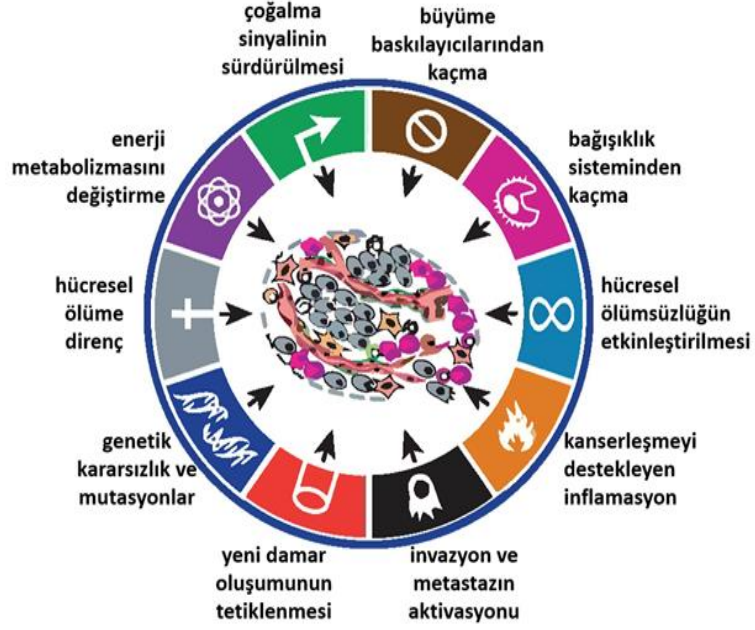 çoğalma
sinyalinin
sürdürülmesi
büyüme
baskılayıcılarından
kaçma
enerji
metabolizmasını
değiştirme
bağışıklık
sisteminden
kaçma
hücresel
ölüme
direnç
hücresel
ölümsüzlüğün
etkinleştirilmesi
genetik
kararsızlık ve
mutasyonlar
kanserleşmeyi
destekleyen
inflamasyon
yeni damar
oluşumunun
tetiklenmesi
invazyon ve
metastazın
aktivasyonu